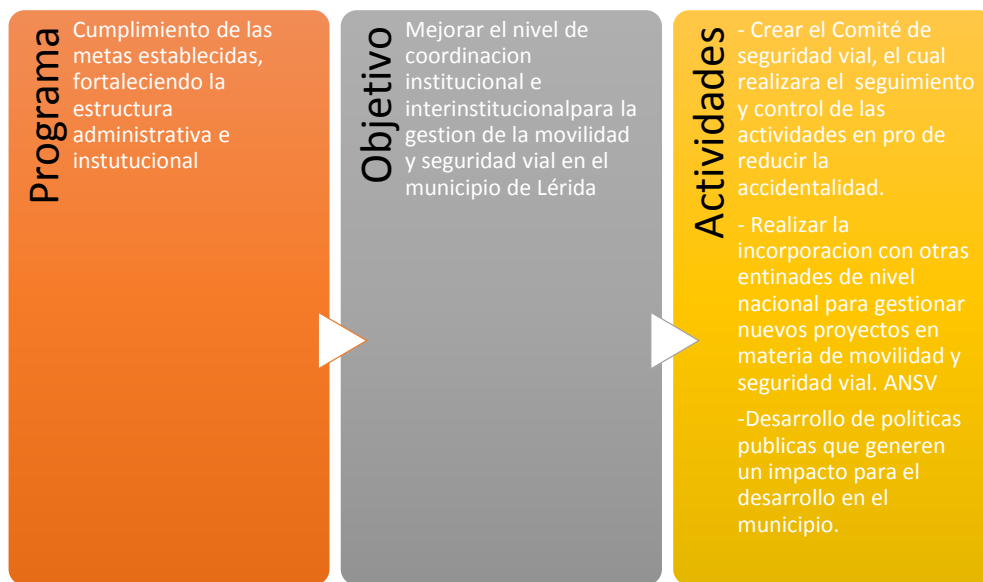 Programa
Cumplimiento de las
metas establecidas,
fortaleciendo la
estructura
administrativa e
instutucional
Objetivo
Mejorar el nivel de
coordinacion
institucional e
interinstitucionalpara la
gestion de la movilidad
y seguridad vial en el
municipio de Lérida
Actividades
- Crear el Comité de
seguridad vial, el cual
realizara el seguimiento
y control de las
actividades en pro de
reducir la
accidentalidad.
- Realizar la
incorporacion con otras
entinades de nivel
nacional para gestionar
nuevos proyectos en
materia de movilidad y
seguridad vial. ANSV
-Desarrollo de politicas
publicas que generen
un impacto para el
desarrollo en el
municipio.